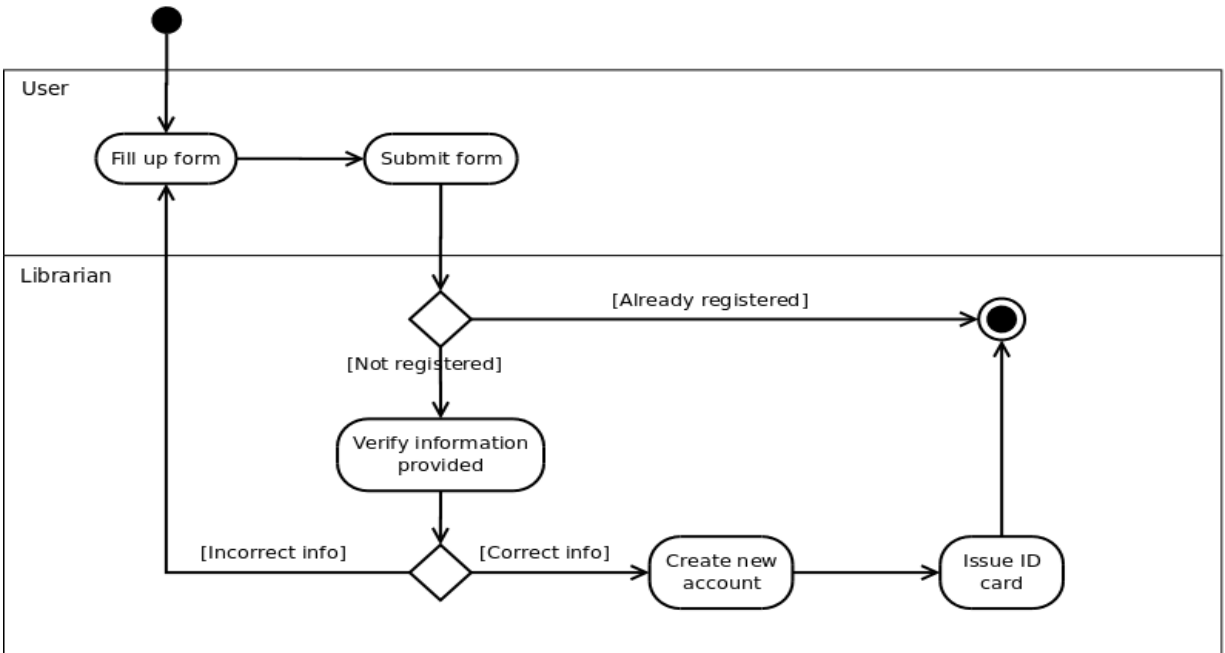 User
Fill up form
Submit form
Librarian
[Already registered]
[Not registered]
Verify information
provided
[Incorrect info]
[Correct info]
Create new
account
Issue ID
card